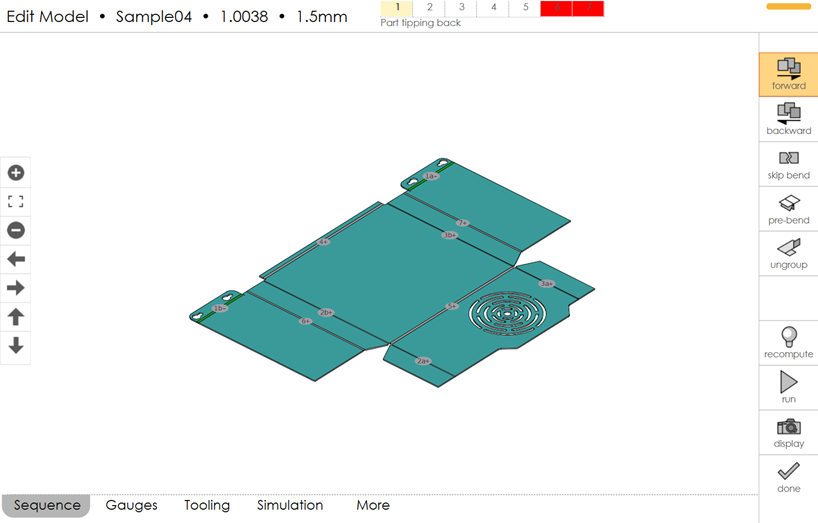 Edit Model • Sample04 • 1.0038 • 1.5mm
1 2 3 4 5 6 7
Part tipping back
forward
backward
skip bend
pre-bend
ungroup
recompute
run
display
done
1a+
7+
3b+
4+
3a+
5+
1b+
2b+
6+
2a+
Sequence Gauges Tooling Simulation More